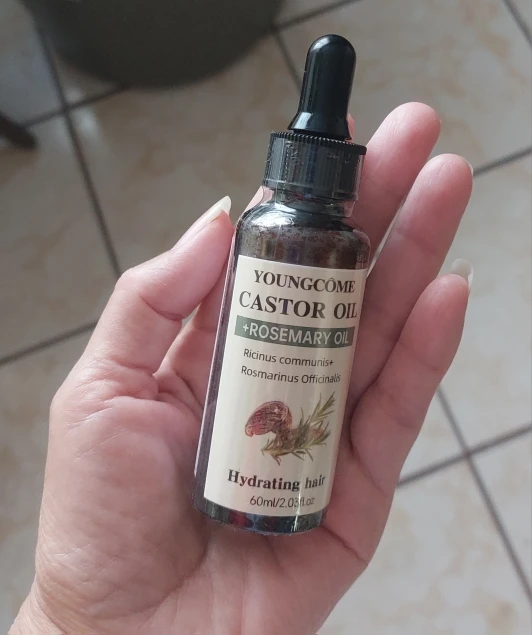 YOUNGCOME
CASTOR OIL
+ROSEMARY OIL
Ricinus communis+
Rosmarinus Officinalis
Hydrating hair
60ml/2.03fl.oz